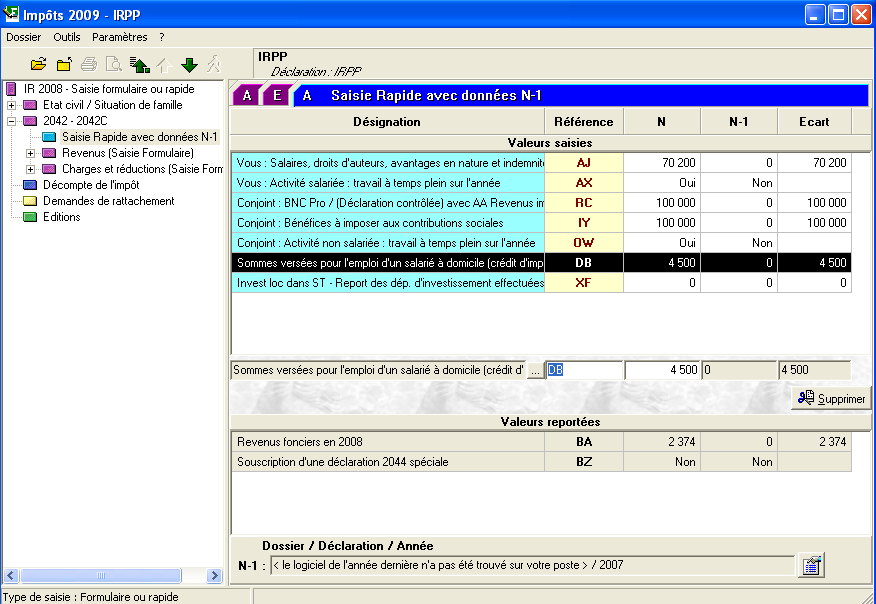 Impôts 2009 - IRPP
Dossier Outils Paramètres ?
IRPP
Déclaration : IRPP
IR 2008 - Saisie formulaire ou rapide
Etat civil / Situation de famille
2042 - 2042C
Saisie Rapide avec données N-1
Revenus (Saisie Formulaire)
Charges et réductions (Saisie Form
Décompte de l'impôt
Demandes de rattachement
Editions
A E A Saisie Rapide avec données N-1
Désignation Référence N N-1 Ecart
Valeurs saisies
Vous : Salaires, droits d'auteurs, avantages en nature et indemnité AJ 70 200 0 70 200
Vous : Activité salariée : travail à temps plein sur l'année AX Oui Non
Conjoint : BNC Pro / (Déclaration contrôlée) avec AA Revenus im RC 100 000 0 100 000
Conjoint : Bénéfices à imposer aux contributions sociales IY 100 000 0 100 000
Conjoint : Activité non salariée : travail à temps plein sur l'année OW Oui Non
Sommes versées pour l'emploi d'un salarié à domicile (crédit d'imp DB 4 500 0 4 500
Invest loc dans ST - Report des dép. d'investissement effectuées XF 0 0 0
Sommes versées pour l'emploi d'un salarié à domicile (crédit d' ... DB 4 500 0 4 500
Supprimer
Valeurs reportées
Revenus fonciers en 2008 BA 2 374 0 2 374
Souscription d'une déclaration 2044 spéciale BZ Non Non
Dossier / Déclaration / Année
N-1 : < le logiciel de l'année dernière n'a pas été trouvé sur votre poste > / 2007
Type de saisie : Formulaire ou rapide